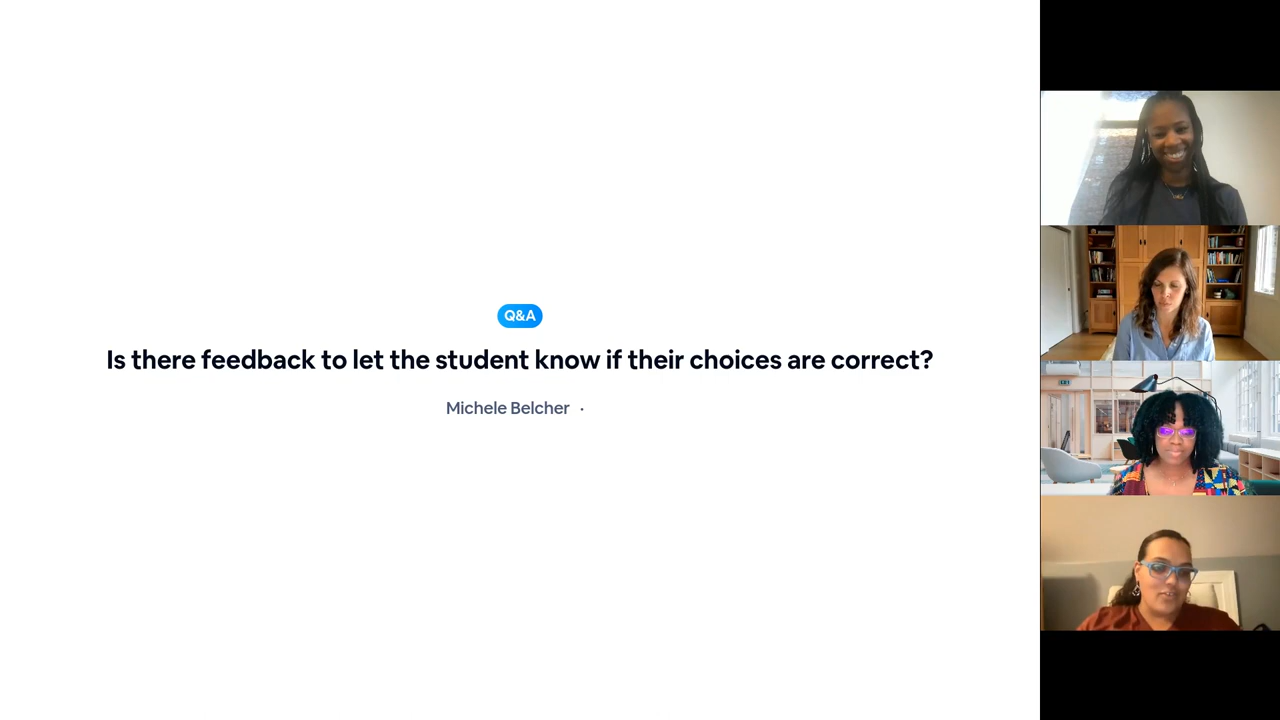 Q&A
Is there feedback to let the student know if their choices are correct?
Michele Belcher ·